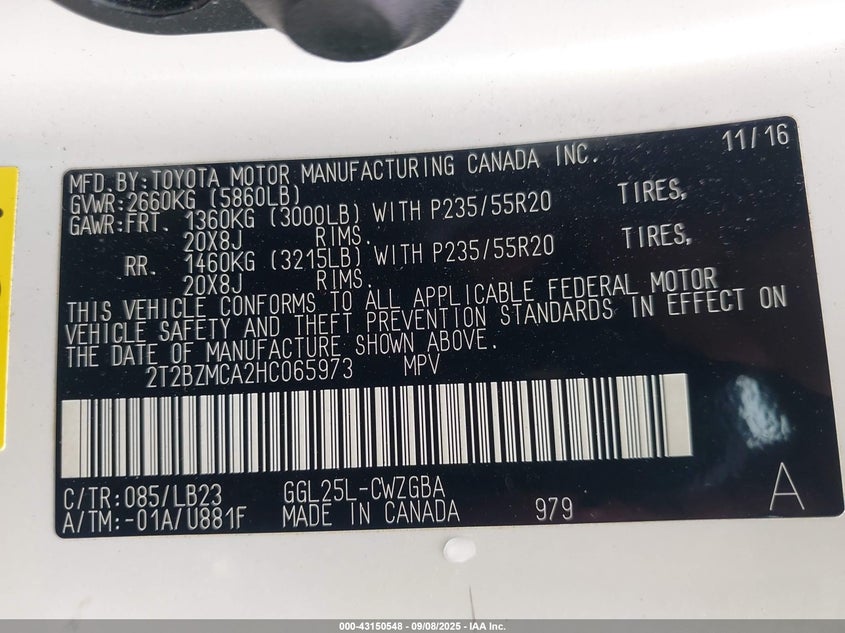 11/16
MFD. BY: TOYOTA MOTOR MANUFACTURING CANADA INC.
GVWR: 2660KG (5860LB)
GAWR: FRT. 1360KG (3000LB) WITH P235/55R20 TIRES,
20X8J RIMS.
RR. 1460KG (3215LB) WITH P235/55R20 TIRES,
20X8J RIMS.
THIS VEHICLE CONFORMS TO ALL APPLICABLE FEDERAL MOTOR
VEHICLE SAFETY AND THEFT PREVENTION STANDARDS IN EFFECT ON
THE DATE OF MANUFACTURE SHOWN ABOVE.
2T2BZMCA2HC065973 MPV
C/TR: 085/LB23 GGL25L-CWZGBA
A/TM: -01A/U881F MADE IN CANADA 979 A
000-43150548 - 09/08/2025 - IAA Inc.